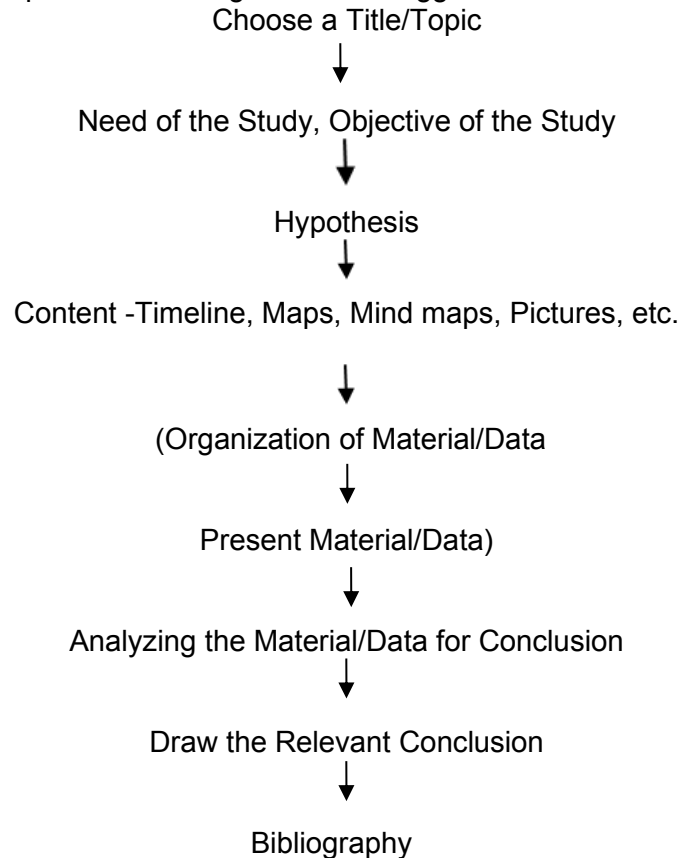 Choose a Title/Topic
Need of the Study, Objective of the Study
Hypothesis
Content -Timeline, Maps, Mind maps, Pictures, etc.
(Organization of Material/Data
Present Material/Data)
Analyzing the Material/Data for Conclusion
Draw the Relevant Conclusion
Bibliography